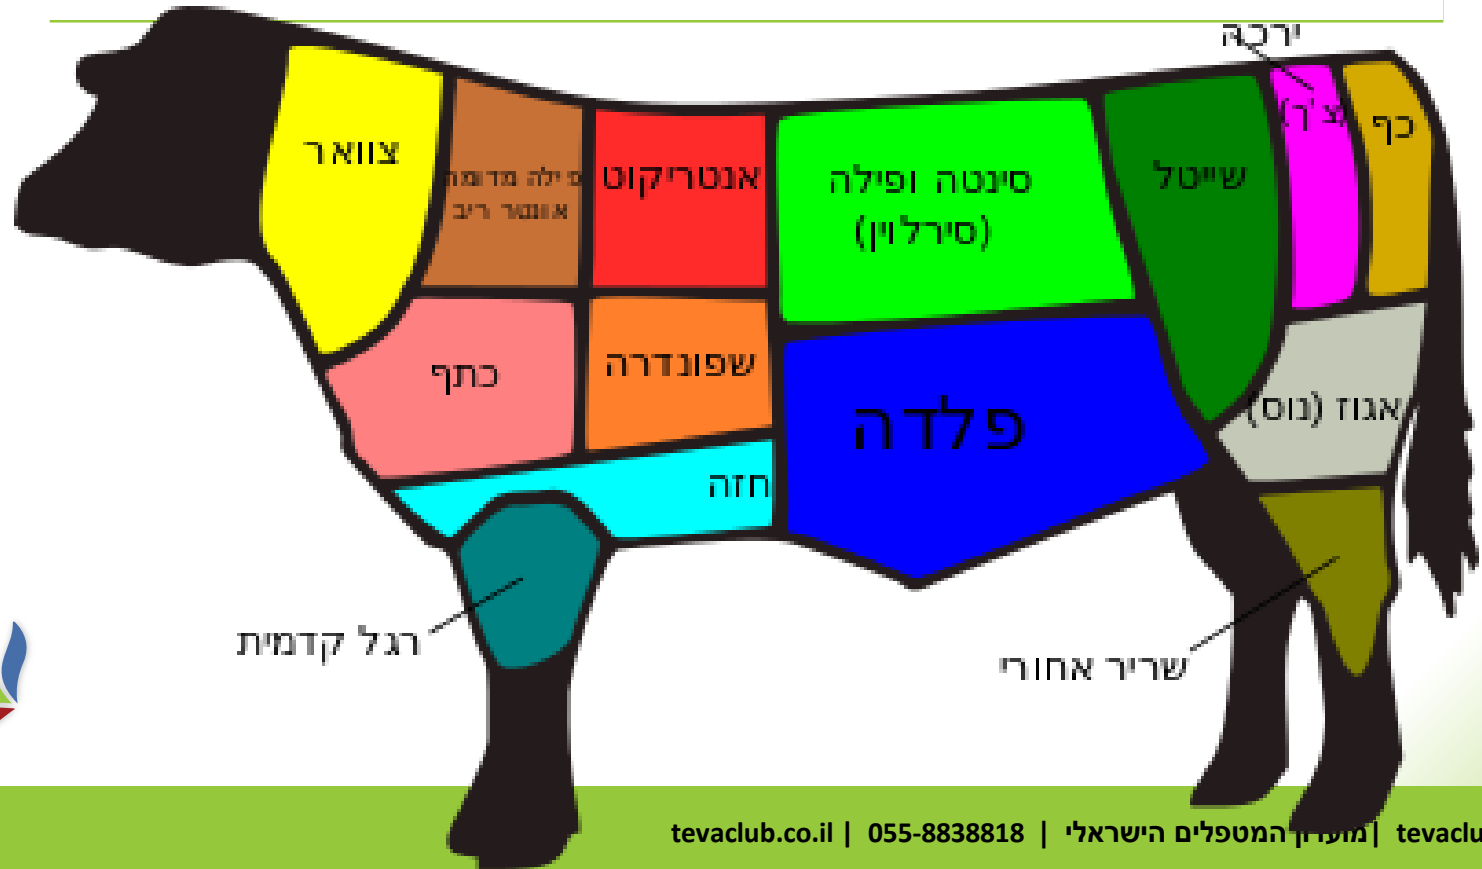 ירכה
(צ'ך)
כף
שייטל
סינטה ופילה
(סירלוין)
אנטריקוט
פילה מדומה
אוונטר ריב
צוואר
אגוז (נוס)
פלדה
שפונדרה
כתף
חזה
שריר אחורי
רגל קדמית
tevaclub.co.il | 055-8838818 | מועדון המטפלים הישראלי | tevaclu